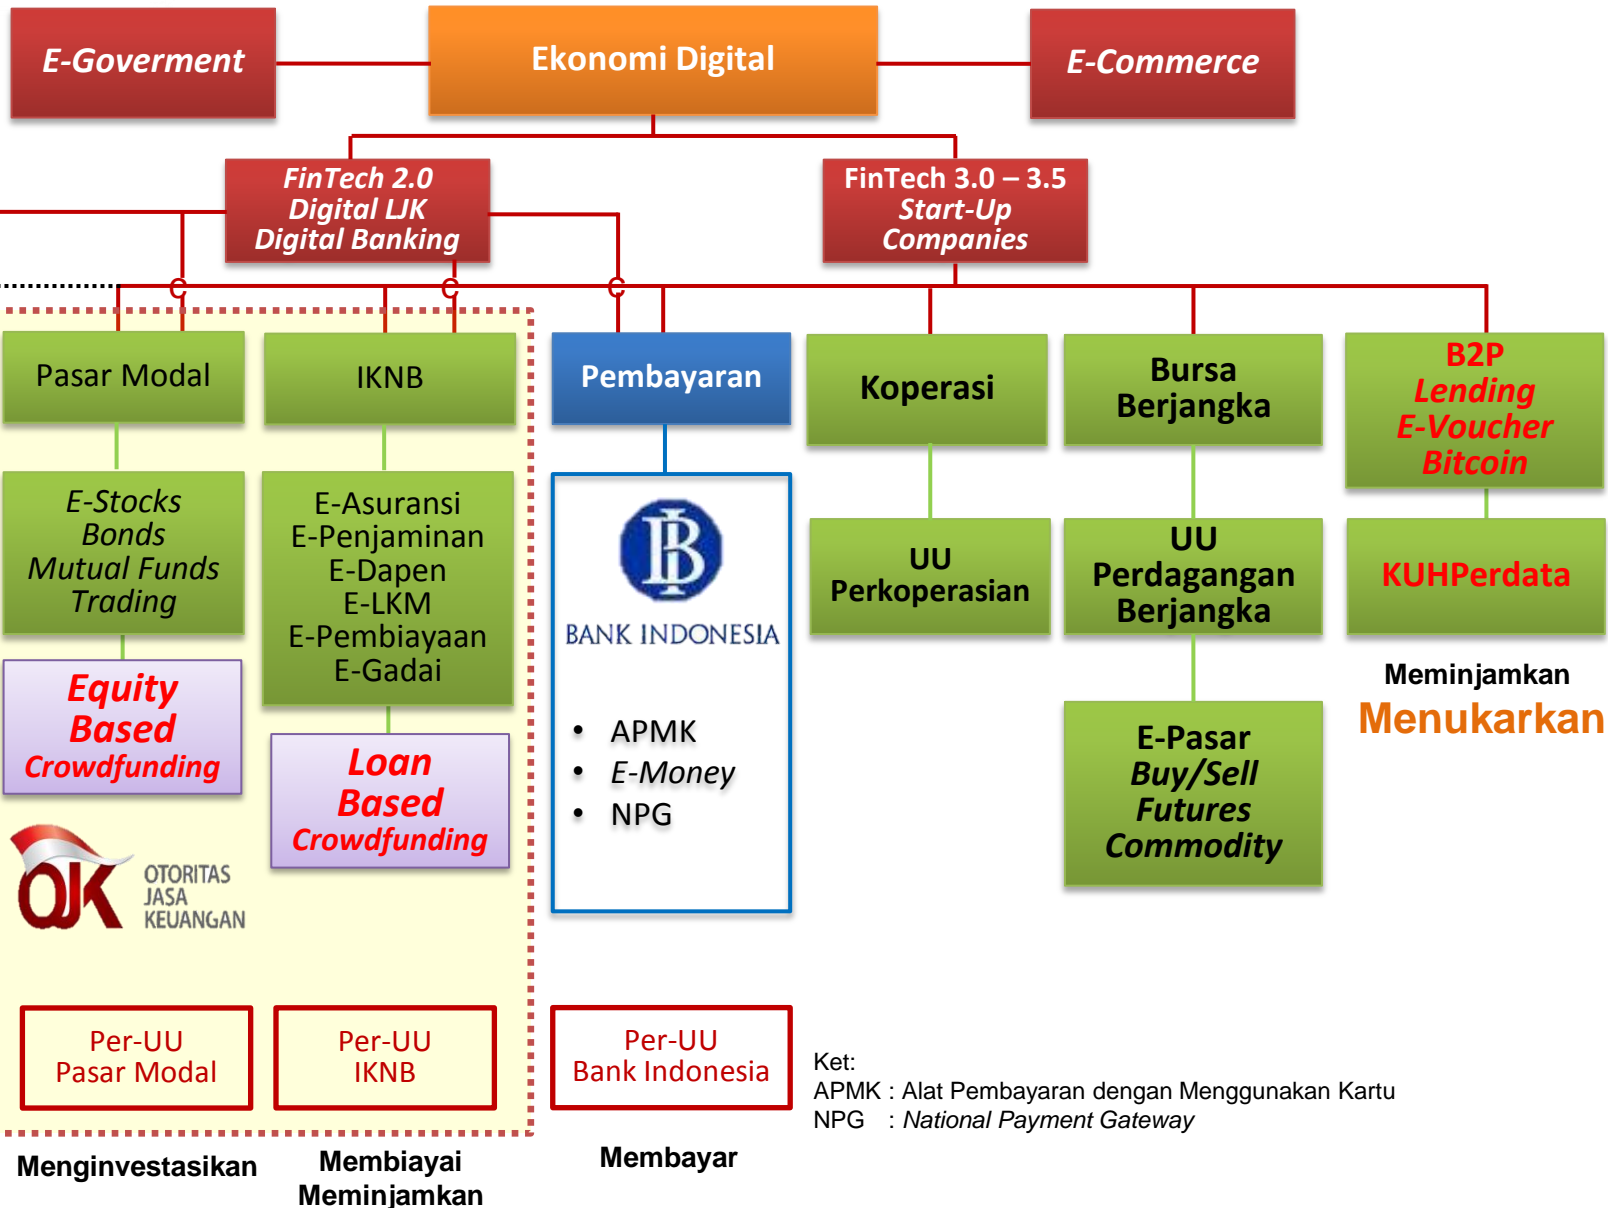 E-Goverment
Ekonomi Digital
E-Commerce
FinTech 2.0
Digital LJK
Digital Banking
FinTech 3.0 – 3.5
Start-Up
Companies
Pasar Modal
IKNB
Pembayaran
Koperasi
Bursa
Berjangka
B2P
Lending
E-Voucher
Bitcoin
E-Stocks
Bonds
Mutual Funds
Trading
E-Asuransi
E-Penjaminan
E-Dapen
E-LKM
E-Pembiayaan
E-Gadai
BANK INDONESIA
• APMK
• E-Money
• NPG
UU
Perkoperasian
UU
Perdagangan
Berjangka
KUHPerdata
Meminjamkan
Menukarkan
Equity
Based
Crowdfunding
Loan
Based
Crowdfunding
E-Pasar
Buy/Sell
Futures
Commodity
OJK
OTORITAS
JASA
KEUANGAN
Per-UU
Pasar Modal
Per-UU
IKNB
Per-UU
Bank Indonesia
Ket:
APMK : Alat Pembayaran dengan Menggunakan Kartu
NPG : National Payment Gateway
Menginvestasikan
Membiayai
Meminjamkan
Membayar